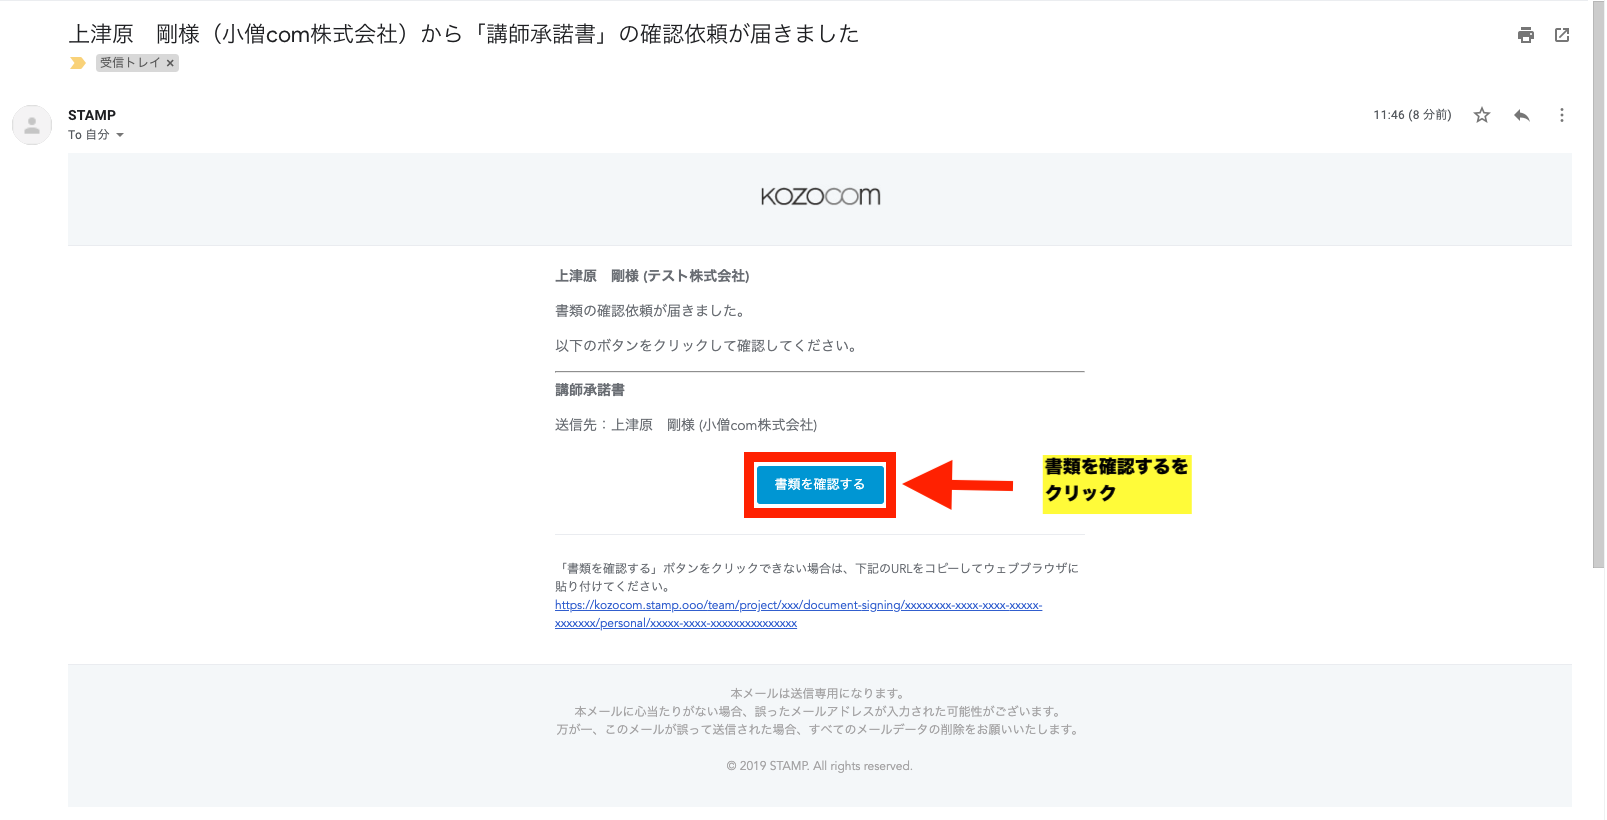 上津原　剛様（小僧com株式会社）から「講師承諾書」の確認依頼が届きました
受信トレイ ×
STAMP
11:46 (8 分前)
To 自分
KOZOCOM
上津原　剛様 (テスト株式会社)
書類の確認依頼が届きました。
以下のボタンをクリックして確認してください。
講師承諾書
送信先：上津原　剛様 (小僧com株式会社)
書類を確認する
書類を確認するを
クリック
「書類を確認する」ボタンをクリックできない場合は、下記のURLをコピーしてウェブブラウザに
貼り付けてください。
https://kozocom.stamp.ooo/team/project/xxx/document-signing/xxxxxxxx-xxxx-xxxx-xxxxx-
xxxxxxx/personal/xxxxx-xxxx-xxxxxxxxxxxxxxx
本メールは送信専用になります。
本メールに心当たりがない場合、誤ったメールアドレスが入力された可能性がございます。
万が一、このメールが誤って送信された場合、すべてのメールデータの削除をお願いいたします。
© 2019 STAMP. All rights reserved.